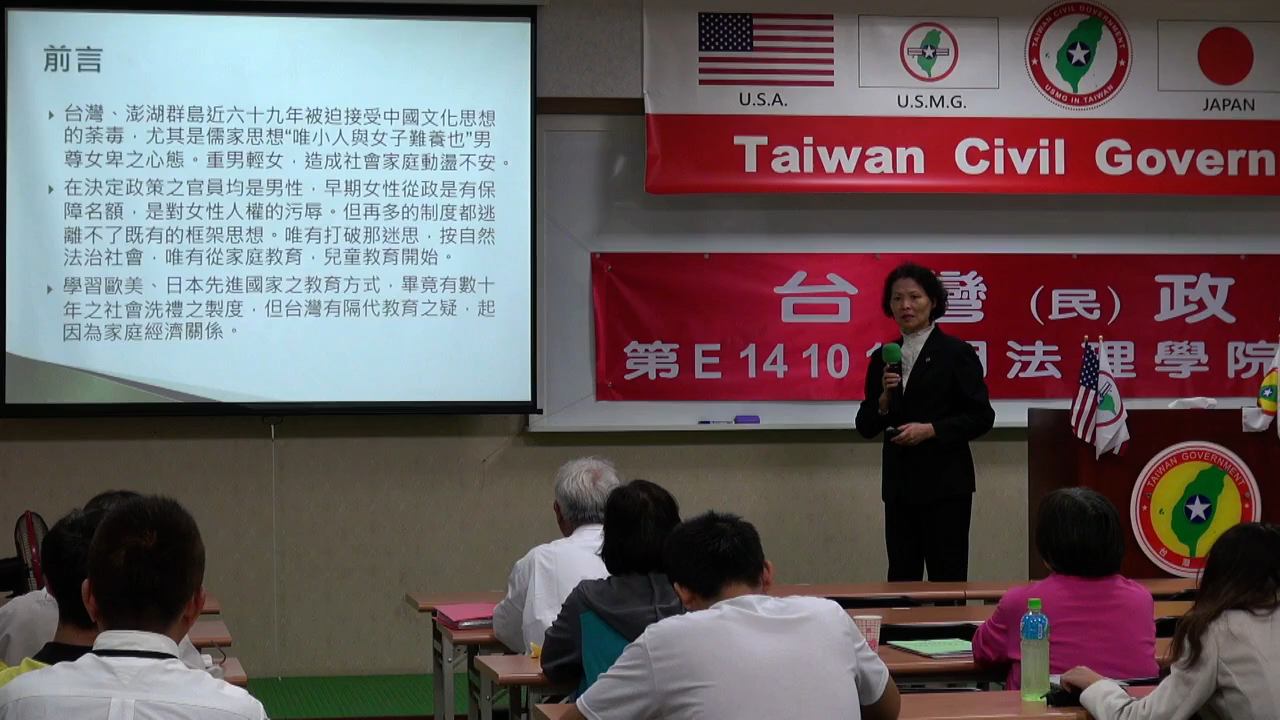 前言
台灣、澎湖群島近六十九年被迫接受中國文化思想
的荼毒，尤其是儒家思想“唯小人與女子難養也”男
尊女卑之心態。重男輕女，造成社會家庭動盪不安。
在決定政策之官員均是男性，早期女性從政是有保
障名額，是對女性人權的污辱。但再多的制度都逃
離不了既有的框架思想。唯有打破那迷思，按自然
法治社會，唯有從家庭教育，兒童教育開始。
學習歐美、日本先進國家之教育方式，畢竟有數十
年之社會洗禮之製度，但台灣有隔代教育之疑，起
因為家庭經濟關係。
U.S.A.
U.S.M.G.
TAIWAN CIVIL GOVERNMENT
USMG IN TAIWAN
JAPAN
Taiwan Civil Govern
台灣（民）政
第E 14 10 期法理學院
TAIWAN GOVERNMENT
台灣